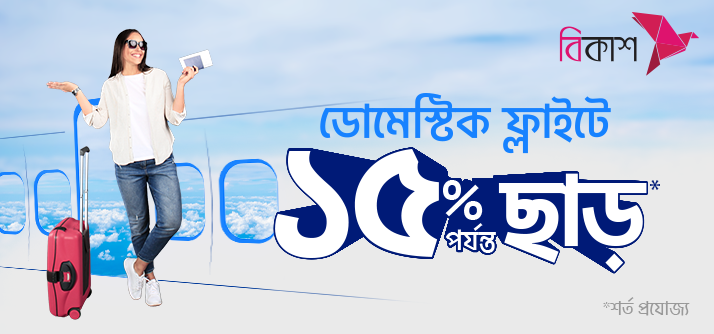 বিকাশ
ডোমেস্টিক ফ্লাইটে
১৫% পর্যন্ত ছাড়*
*শর্ত প্রযোজ্য